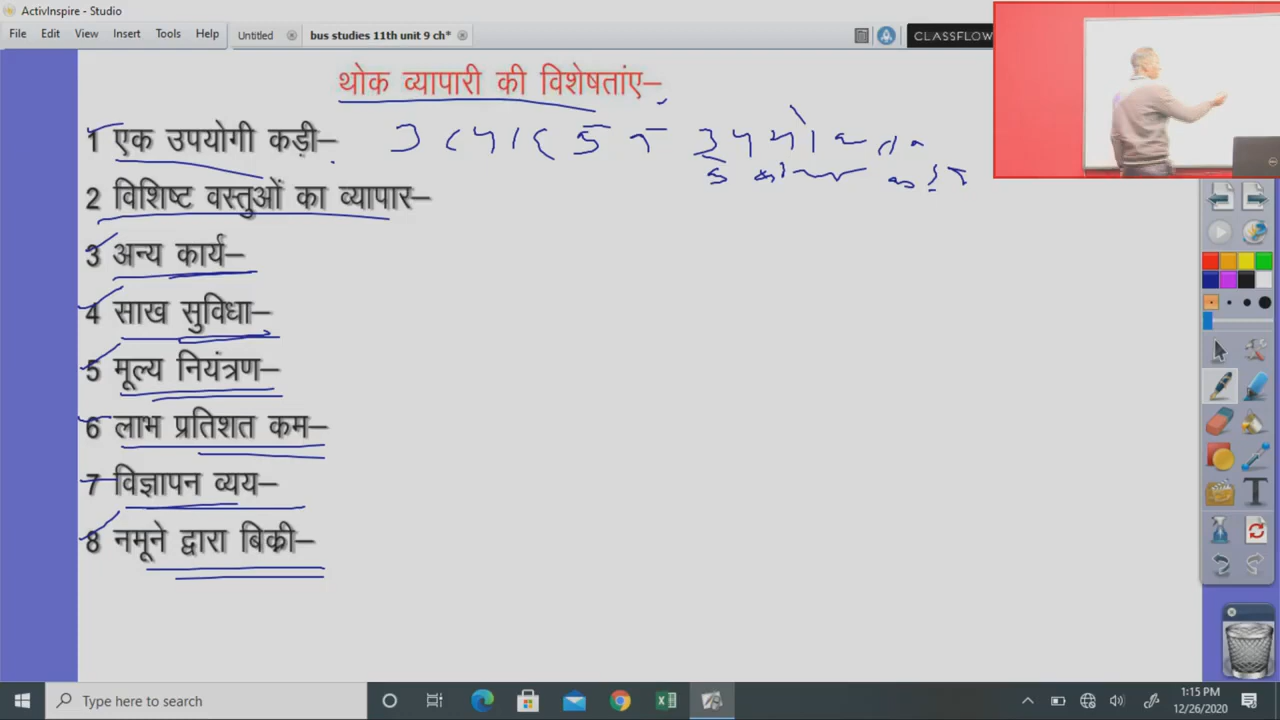 ActivInspire - Studio
File Edit View Insert Tools Help Untitled bus studies 11th unit 9 ch* CLASSFLOW
थोक व्यापारी की विशेषतांए–
1 एक उपयोगी कड़ी–
2 विशिष्ट वस्तुओं का व्यापार–
3 अन्य कार्य–
4 साख सुविधा–
5 मूल्य नियंत्रण–
6 लाभ प्रतिशत कम–
7 विज्ञापन व्यय–
8 नमूने द्वारा बिक्री–
Type here to search
1:15 PM
12/26/2020